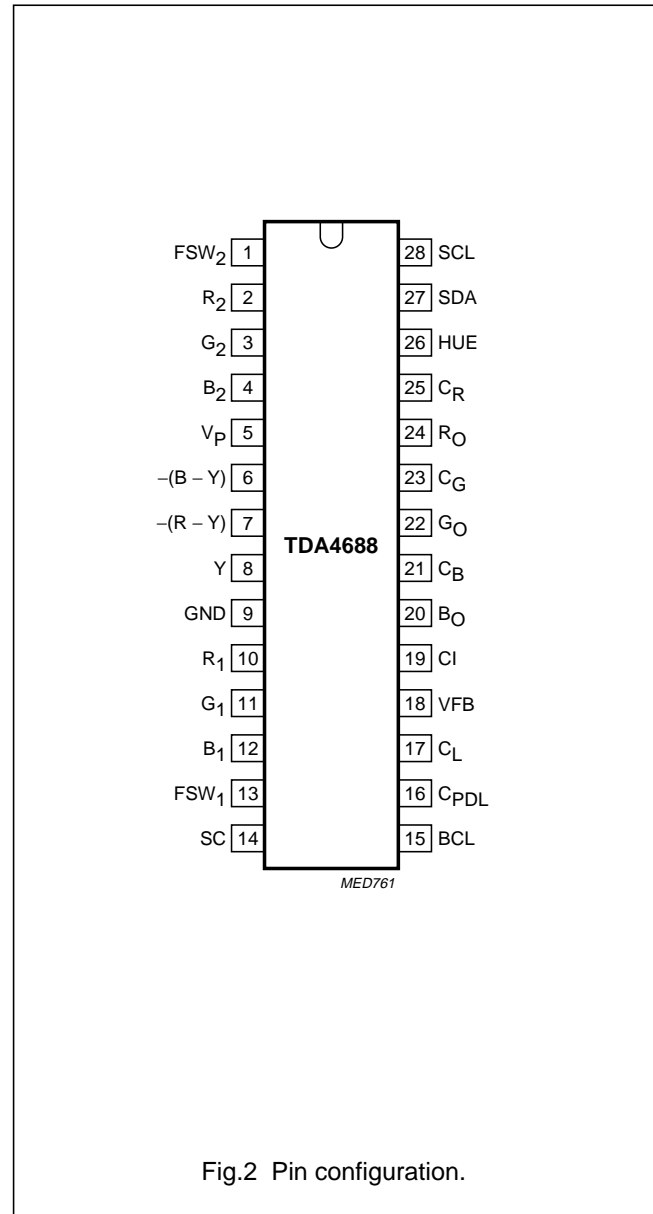 FSW2 1 28 SCL
R2 2 27 SDA
G2 3 26 HUE
B2 4 25 CR
VP 5 24 RO
−(B − Y) 6 23 CG
−(R − Y) 7 22 GO
TDA4688
Y 8 21 CB
GND 9 20 BO
R1 10 19 CI
G1 11 18 VFB
B1 12 17 CL
FSW1 13 16 CPDL
SC 14 15 BCL
MED761
Fig.2 Pin configuration.